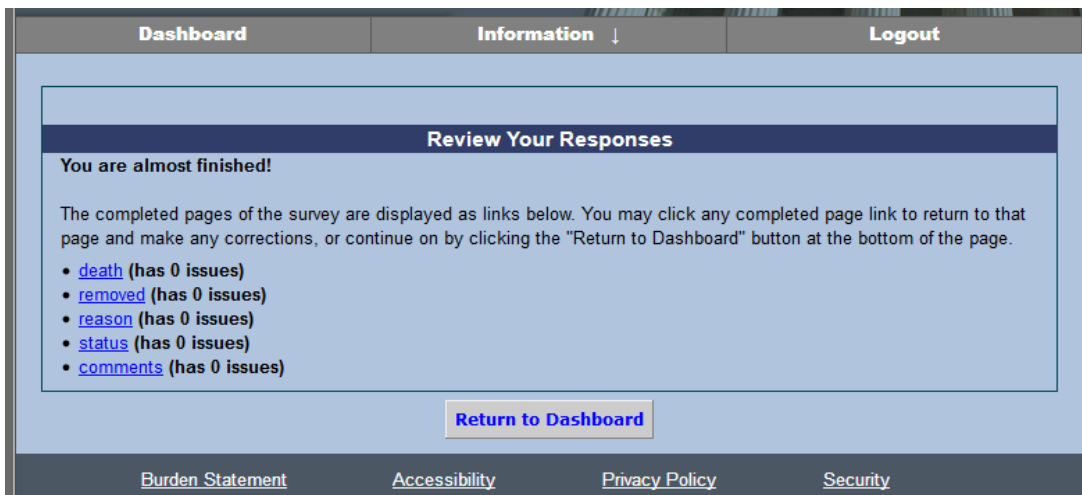 Dashboard Information ↓ Logout
Review Your Responses
You are almost finished!
The completed pages of the survey are displayed as links below. You may click any completed page link to return to that
page and make any corrections, or continue on by clicking the "Return to Dashboard" button at the bottom of the page.
• death (has 0 issues)
• removed (has 0 issues)
• reason (has 0 issues)
• status (has 0 issues)
• comments (has 0 issues)
Return to Dashboard
Burden Statement Accessibility Privacy Policy Security